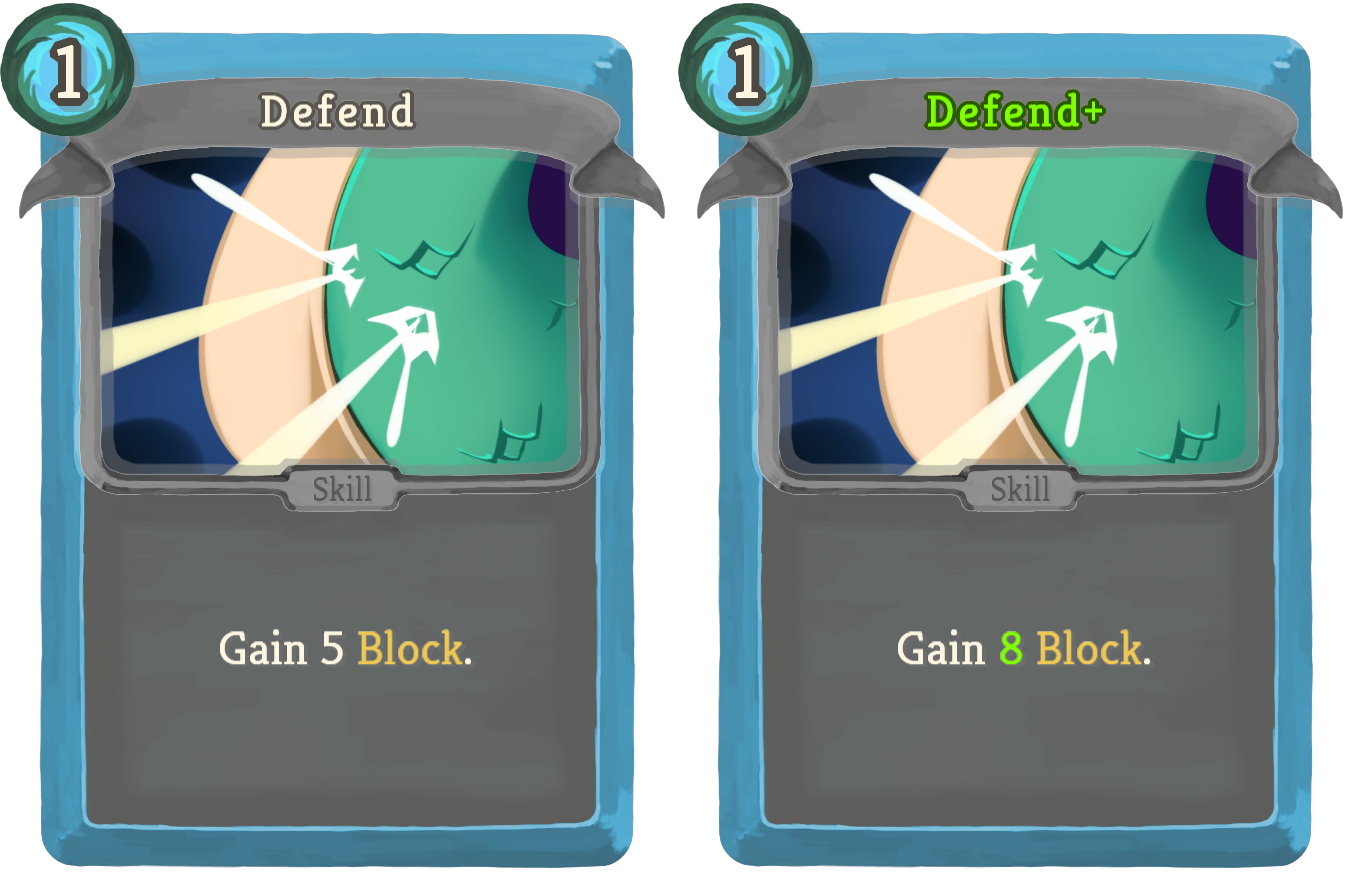 1
Defend
Skill
Gain 5 Block.
1
Defend+
Skill
Gain 8 Block.